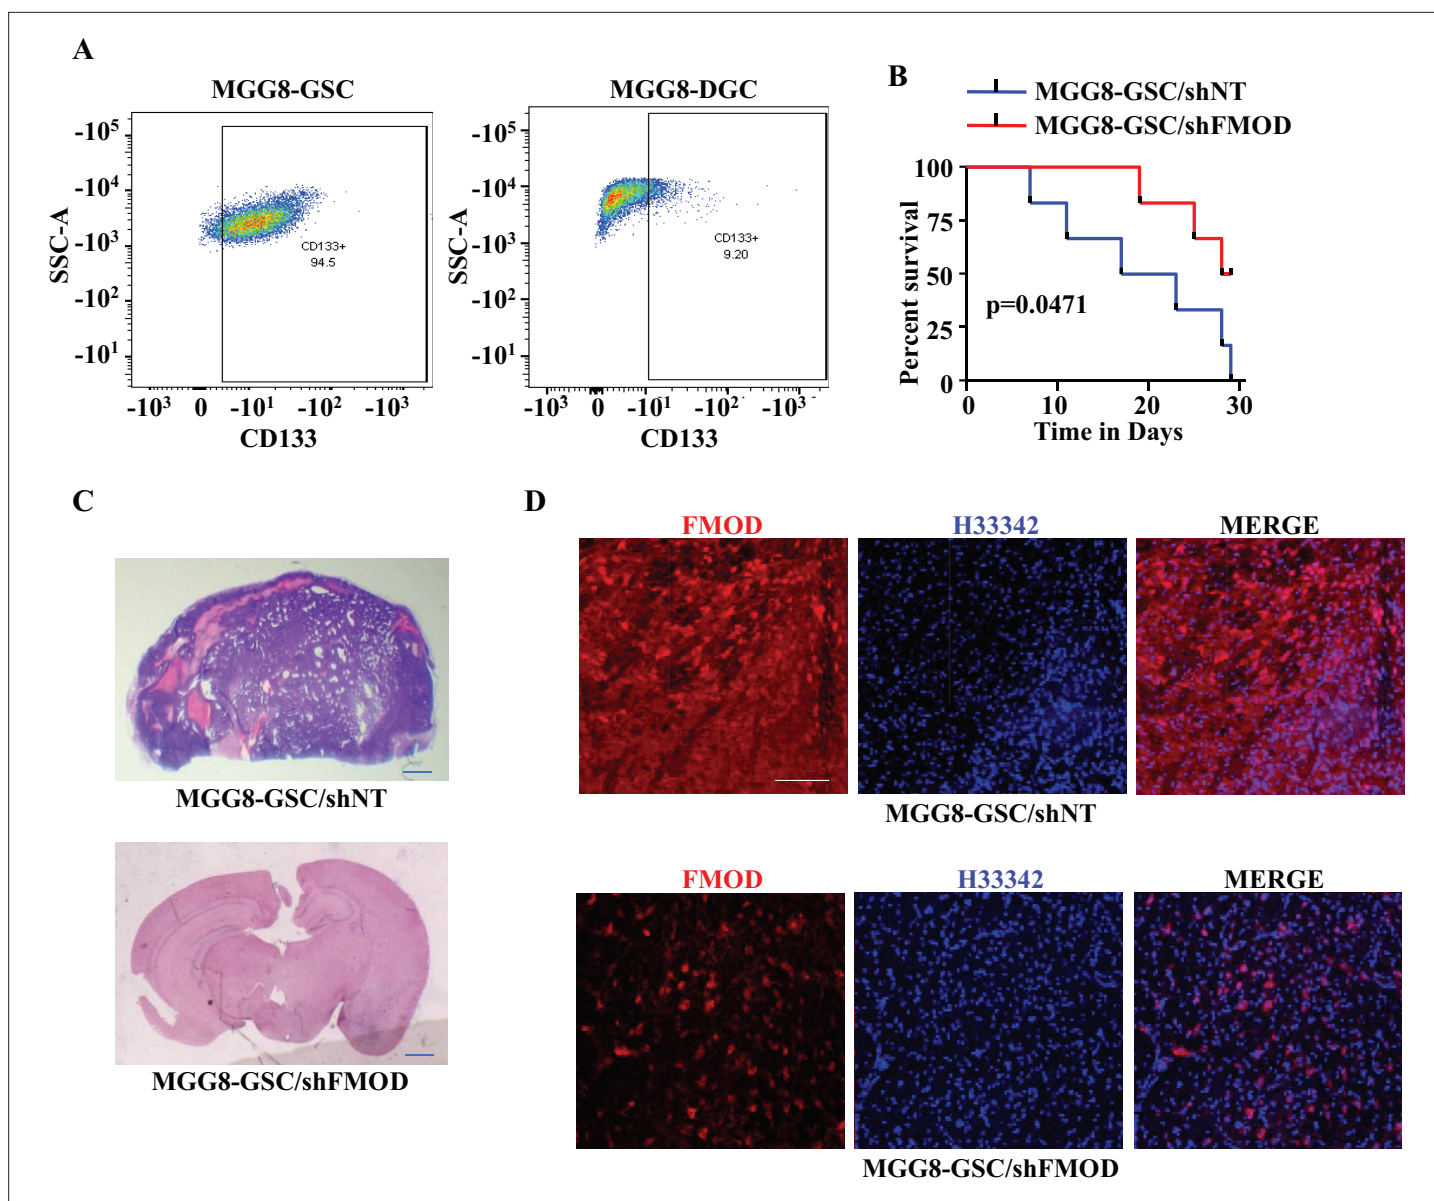 A
MGG8-GSC
MGG8-DGC
-10⁵
-10⁴
-10³
-10²
-10¹
SSC-A
CD133+
94.5
-10³ 0 -10¹ -10² -10³
CD133
-10⁵
-10⁴
-10³
-10²
-10¹
SSC-A
CD133+
9.20
-10³ 0 -10¹ -10² -10³
CD133
B
MGG8-GSC/shNT
MGG8-GSC/shFMOD
100
75
50
25
0
Percent survival
p=0.0471
0 10 20 30
Time in Days
C
MGG8-GSC/shNT
MGG8-GSC/shFMOD
D
FMOD H33342 MERGE
MGG8-GSC/shNT
FMOD H33342 MERGE
MGG8-GSC/shFMOD